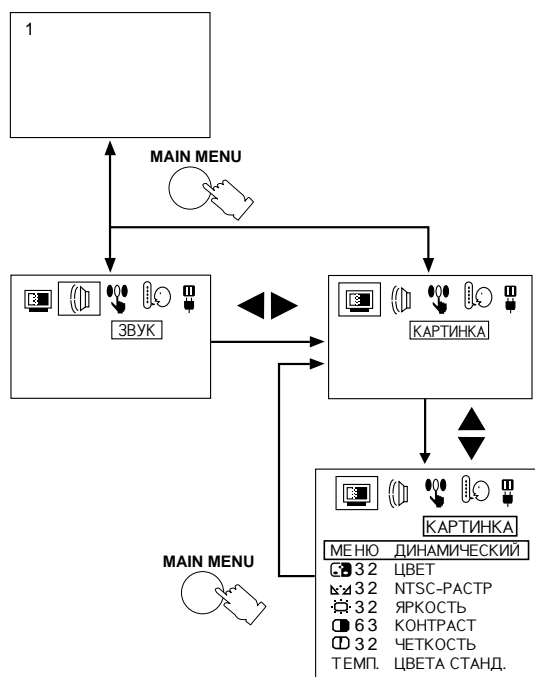 1
MAIN MENU
ЗВУК
КАРТИНКА
КАРТИНКА
МЕНЮ ДИНАМИЧЕСКИЙ
32 ЦВЕТ
32 NTSC-РАСТР
32 ЯРКОСТЬ
63 КОНТРАСТ
32 ЧЕТКОСТЬ
ТЕМП. ЦВЕТА СТАНД.
MAIN MENU